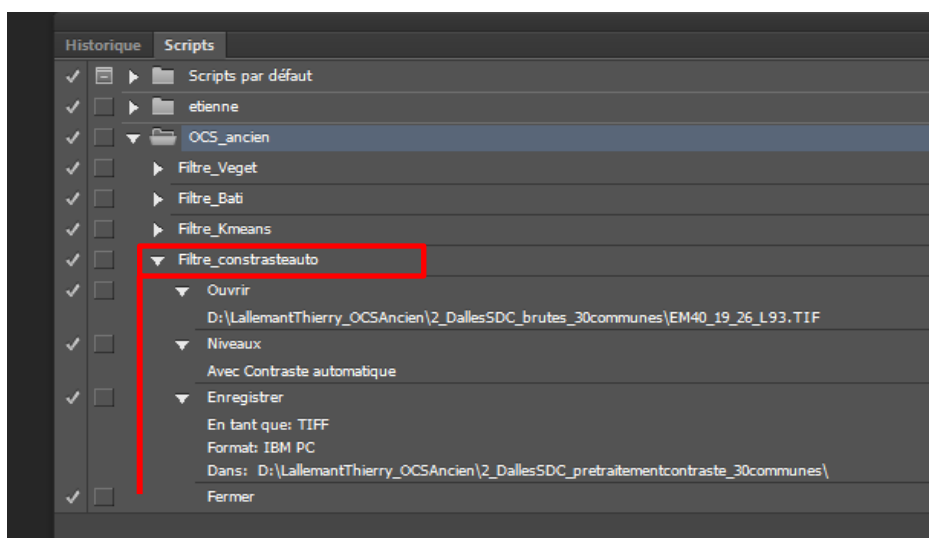 Historique Scripts
Scripts par défaut
etienne
OCS_ancien
Filtre_Veget
Filtre_Bati
Filtre_Kmeans
Filtre_constrasteauto
Ouvrir
D:\LallemantThierry_OCSAncien\2_DallesSDC_brutes_30communes\EM40_19_26_L93.TIF
Niveaux
Avec Contraste automatique
Enregistrer
En tant que: TIFF
Format: IBM PC
Dans: D:\LallemantThierry_OCSAncien\2_DallesSDC_pretraitementcontraste_30communes\
Fermer